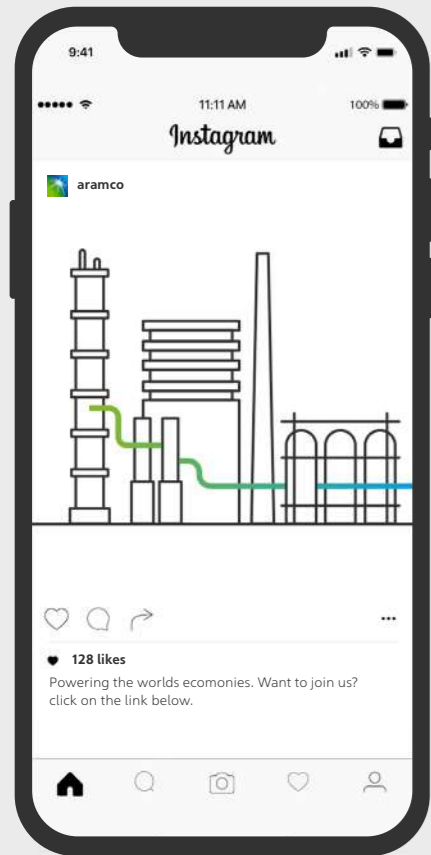 9:41
11:11 AM 100%
Instagram
aramco
128 likes
Powering the worlds ecomonies. Want to join us?
click on the link below.